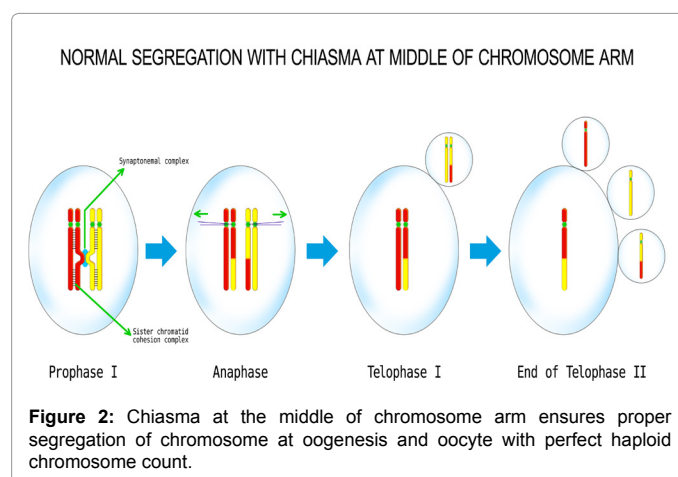 NORMAL SEGREGATION WITH CHIASMA AT MIDDLE OF CHROMOSOME ARM
Synaptonemal complex
Sister chromatid
cohesion complex
Prophase I
Anaphase
Telophase I
End of Telophase II
Figure 2: Chiasma at the middle of chromosome arm ensures proper
segregation of chromosome at oogenesis and oocyte with perfect haploid
chromosome count.